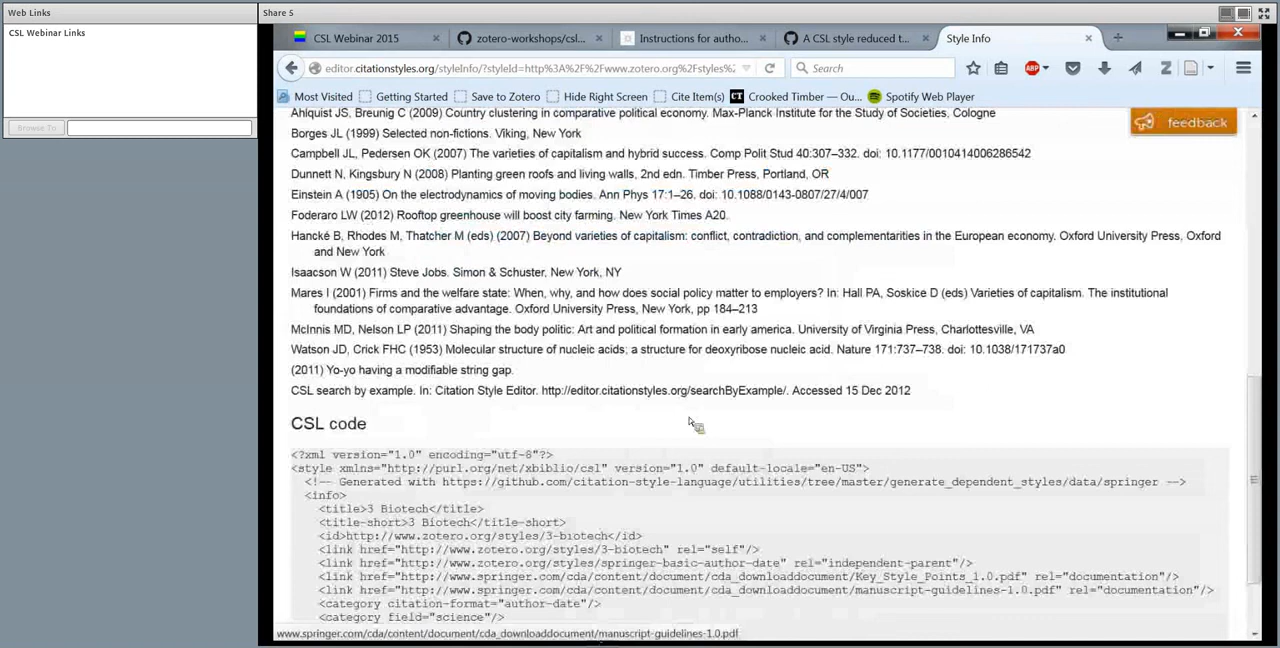 Web Links
CSL Webinar Links
Browse To
Share 5
CSL Webinar 2015
zotero-workshops/csl...
Instructions for autho...
A CSL style reduced t...
Style Info
editor.citationstyles.org/styleInfo/?styleId=http%3A%2F%2Fwww.zotero.org%2Fstyles%2
Search
ABP
Most Visited
Getting Started
Save to Zotero
Hide Right Screen
Cite Item(s)
CT Crooked Timber — Ou...
Spotify Web Player
feedback
Ahlquist JS, Breunig C (2009) Country clustering in comparative political economy. Max-Planck Institute for the Study of Societies, Cologne
Borges JL (1999) Selected non-fictions. Viking, New York
Campbell JL, Pedersen OK (2007) The varieties of capitalism and hybrid success. Comp Polit Stud 40:307–332. doi: 10.1177/0010414006286542
Dunnett N, Kingsbury N (2008) Planting green roofs and living walls, 2nd edn. Timber Press, Portland, OR
Einstein A (1905) On the electrodynamics of moving bodies. Ann Phys 17:1–26. doi: 10.1088/0143-0807/27/4/007
Foderaro LW (2012) Rooftop greenhouse will boost city farming. New York Times A20.
Hancké B, Rhodes M, Thatcher M (eds) (2007) Beyond varieties of capitalism: conflict, contradiction, and complementarities in the European economy. Oxford University Press, Oxford
and New York
Isaacson W (2011) Steve Jobs. Simon & Schuster, New York, NY
Mares I (2001) Firms and the welfare state: When, why, and how does social policy matter to employers? In: Hall PA, Soskice D (eds) Varieties of capitalism. The institutional
foundations of comparative advantage. Oxford University Press, New York, pp 184–213
McInnis MD, Nelson LP (2011) Shaping the body politic: Art and political formation in early america. University of Virginia Press, Charlottesville, VA
Watson JD, Crick FHC (1953) Molecular structure of nucleic acids; a structure for deoxyribose nucleic acid. Nature 171:737–738. doi: 10.1038/171737a0
(2011) Yo-yo having a modifiable string gap.
CSL search by example. In: Citation Style Editor. http://editor.citationstyles.org/searchByExample/. Accessed 15 Dec 2012
CSL code
<?xml version="1.0" encoding="utf-8"?>
<style xmlns="http://purl.org/net/xbiblio/csl" version="1.0" default-locale="en-US">
<!-- Generated with https://github.com/citation-style-language/utilities/tree/master/generate_dependent_styles/data/springer -->
<info>
<title>3 Biotech</title>
<title-short>3 Biotech</title-short>
<id>http://www.zotero.org/styles/3-biotech</id>
<link href="http://www.zotero.org/styles/3-biotech" rel="self"/>
<link href="http://www.zotero.org/styles/springer-basic-author-date" rel="independent-parent"/>
<link href="http://www.springer.com/cda/content/document/cda_downloaddocument/Key_Style_Points_1.0.pdf" rel="documentation"/>
<link href="http://www.springer.com/cda/content/document/cda_downloaddocument/manuscript-guidelines-1.0.pdf" rel="documentation"/>
<category citation-format="author-date"/>
<category field="science"/>
www.springer.com/cda/content/document/cda_downloaddocument/manuscript-guidelines-1.0.pdf